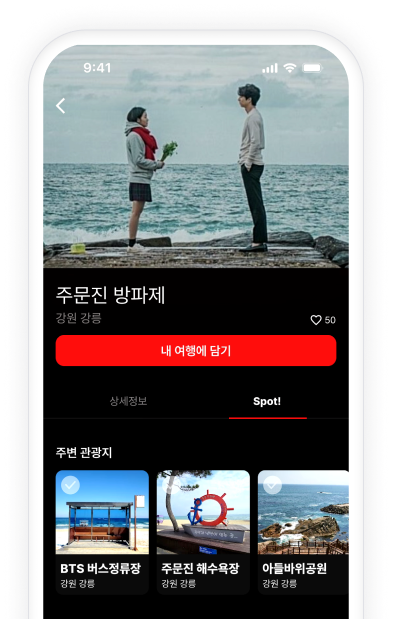 9:41
주문진 방파제
강원 강릉
50
내 여행에 담기
상세정보 Spot!
주변 관광지
BTS 버스정류장 주문진 해수욕장 아들바위공원
강원 강릉 강원 강릉 강원 강릉